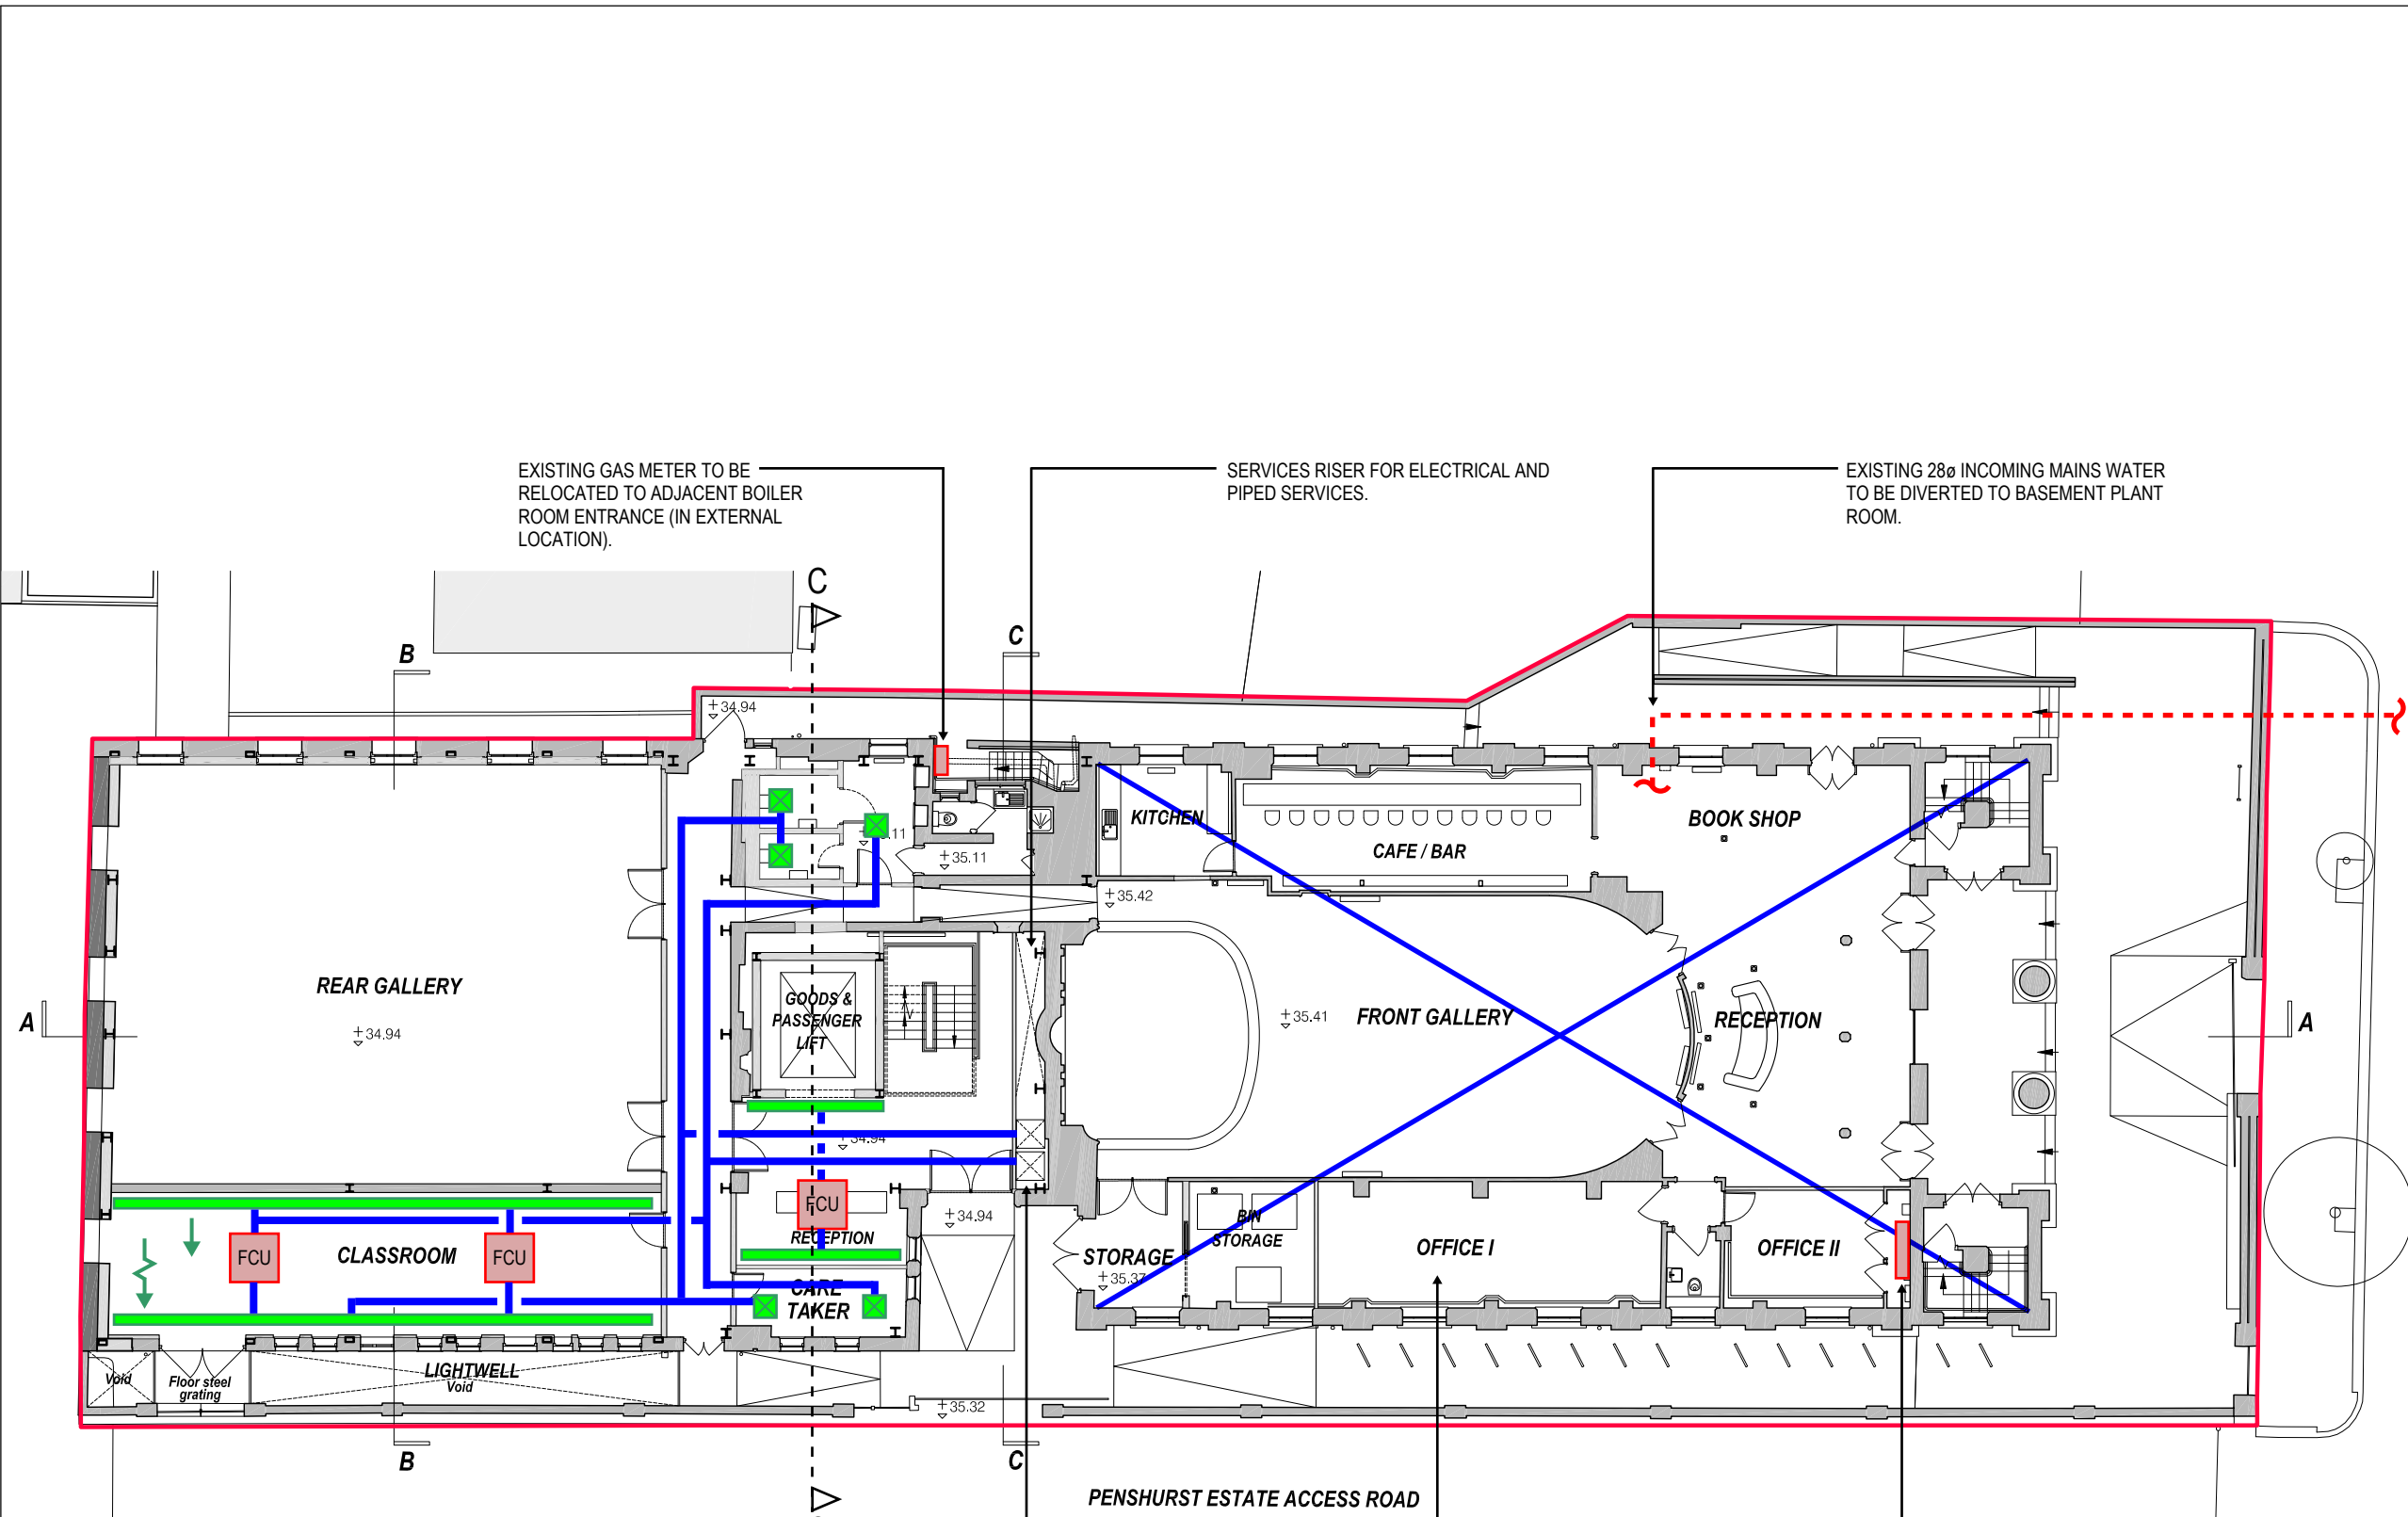 EXISTING GAS METER TO BE
RELOCATED TO ADJACENT BOILER
ROOM ENTRANCE (IN EXTERNAL
LOCATION).
SERVICES RISER FOR ELECTRICAL AND
PIPED SERVICES.
EXISTING 28ø INCOMING MAINS WATER
TO BE DIVERTED TO BASEMENT PLANT
ROOM.
C
C
B
34.94
KITCHEN
CAFE / BAR
BOOK SHOP
35.11
35.42
REAR GALLERY
34.94
GOODS &
PASSENGER
LIFT
35.41
FRONT GALLERY
RECEPTION
A
A
34.94
FCU
FCU
FCU
CLASSROOM
RECEPTION
CARE
TAKER
34.94
STORAGE
35.37
BIN
STORAGE
OFFICE I
OFFICE II
Void
Floor steel
grating
LIGHTWELL
Void
35.32
B
C
PENSHURST ESTATE ACCESS ROAD